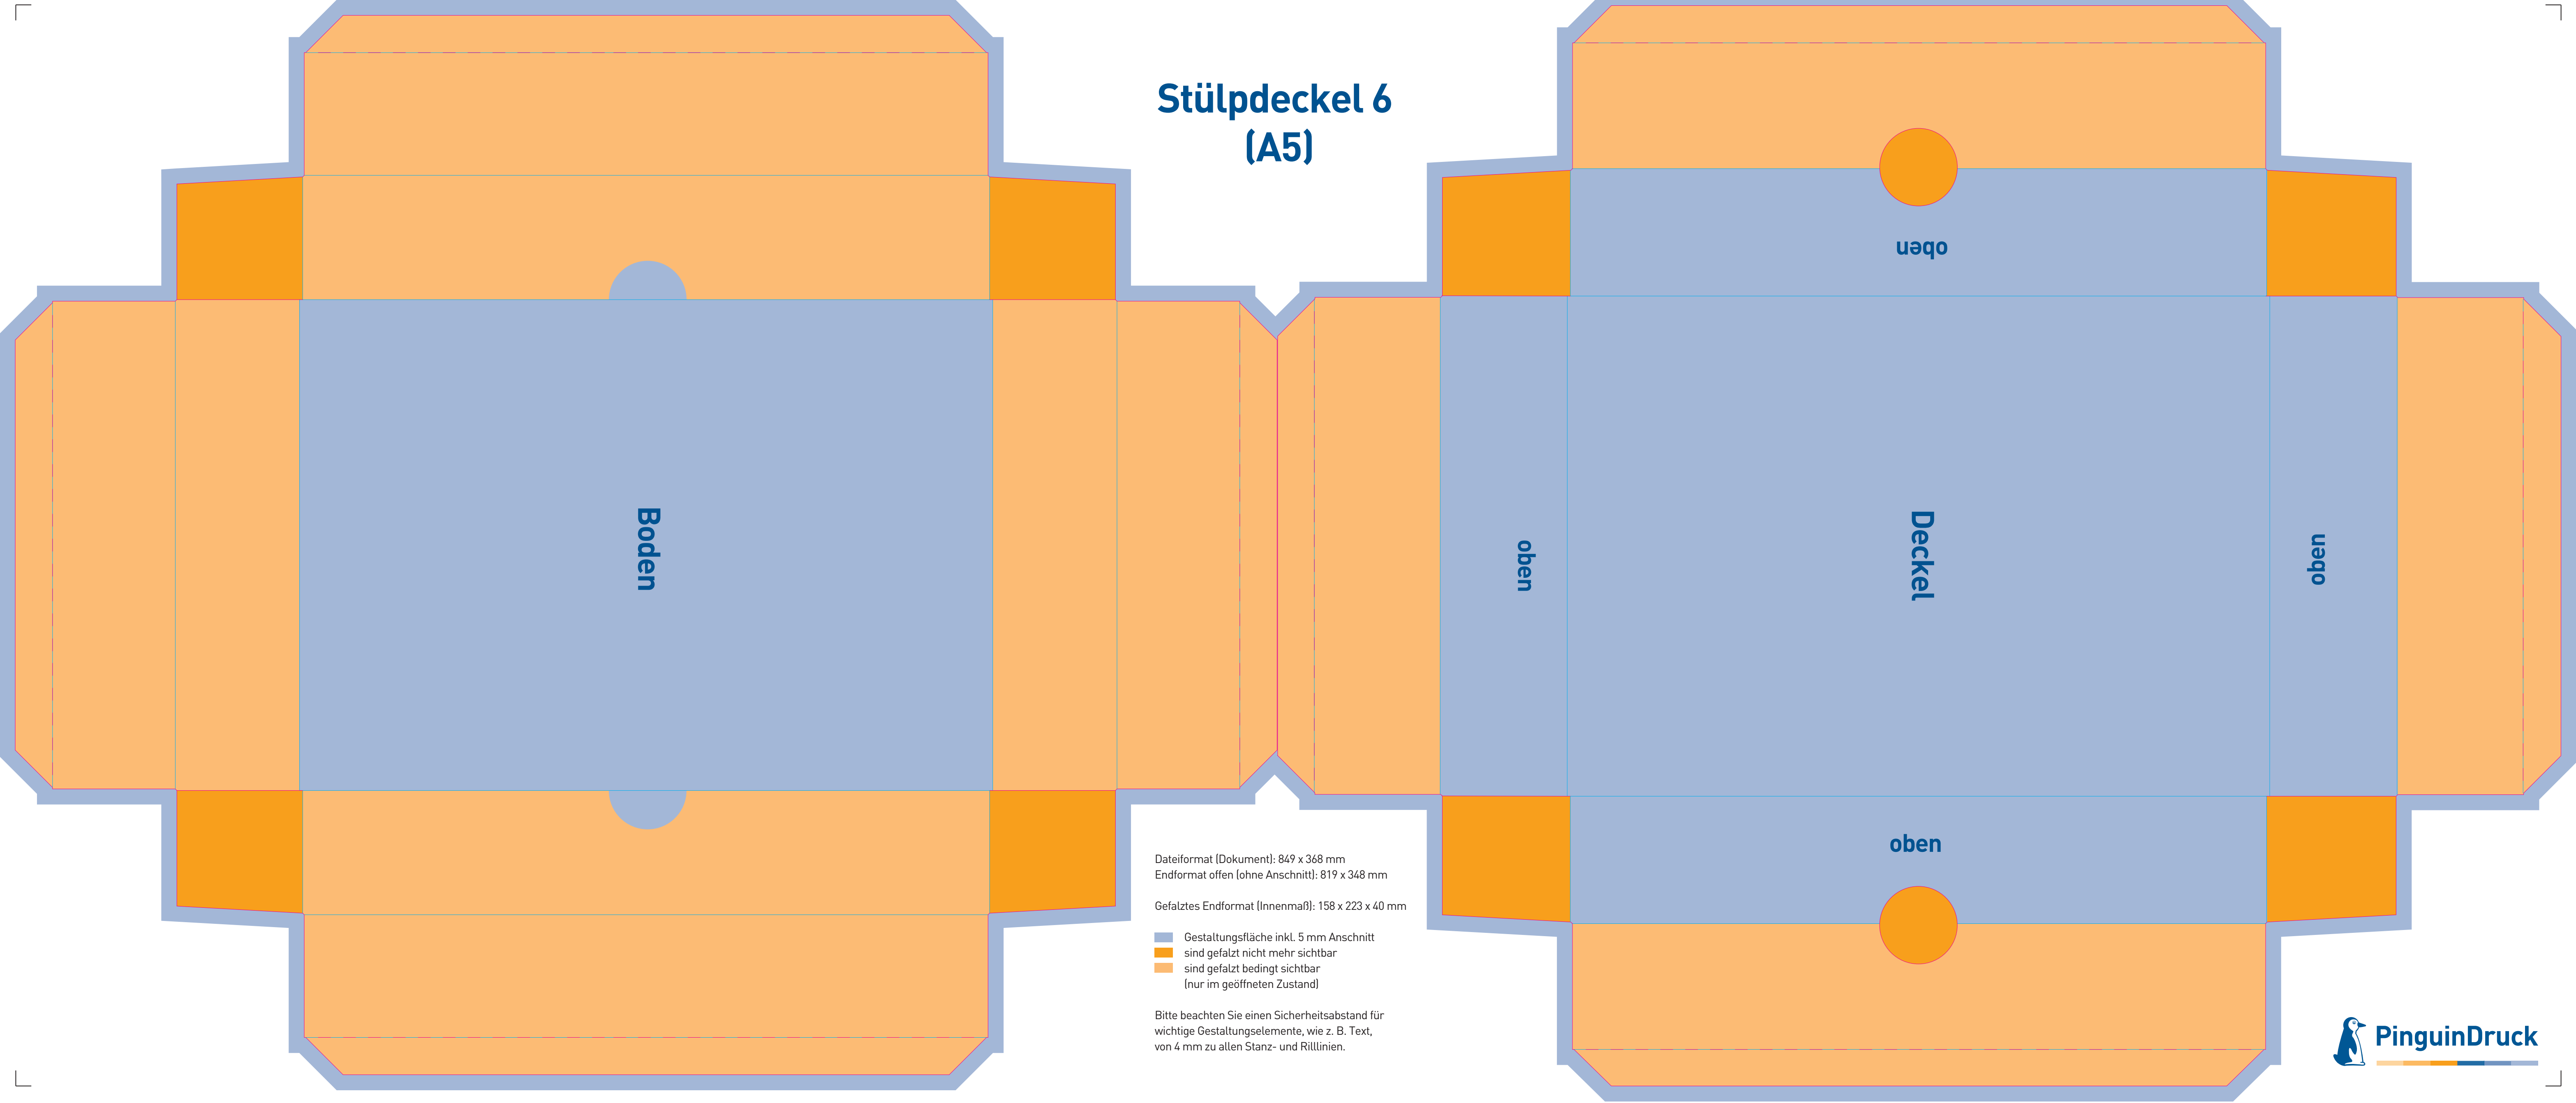 Stülpdeckel 6
(A5)
oben
Boden
oben
Deckel
oben
oben
Dateiformat (Dokument): 849 x 368 mm
Endformat offen (ohne Anschnitt): 819 x 348 mm
Gefalztes Endformat (Innenmaß): 158 x 223 x 40 mm
Gestaltungsfläche inkl. 5 mm Anschnitt
sind gefalzt nicht mehr sichtbar
sind gefalzt bedingt sichtbar
(nur im geöffneten Zustand)
Bitte beachten Sie einen Sicherheitsabstand für
wichtige Gestaltungselemente, wie z. B. Text,
von 4 mm zu allen Stanz- und Rilllinien.
PinguinDruck